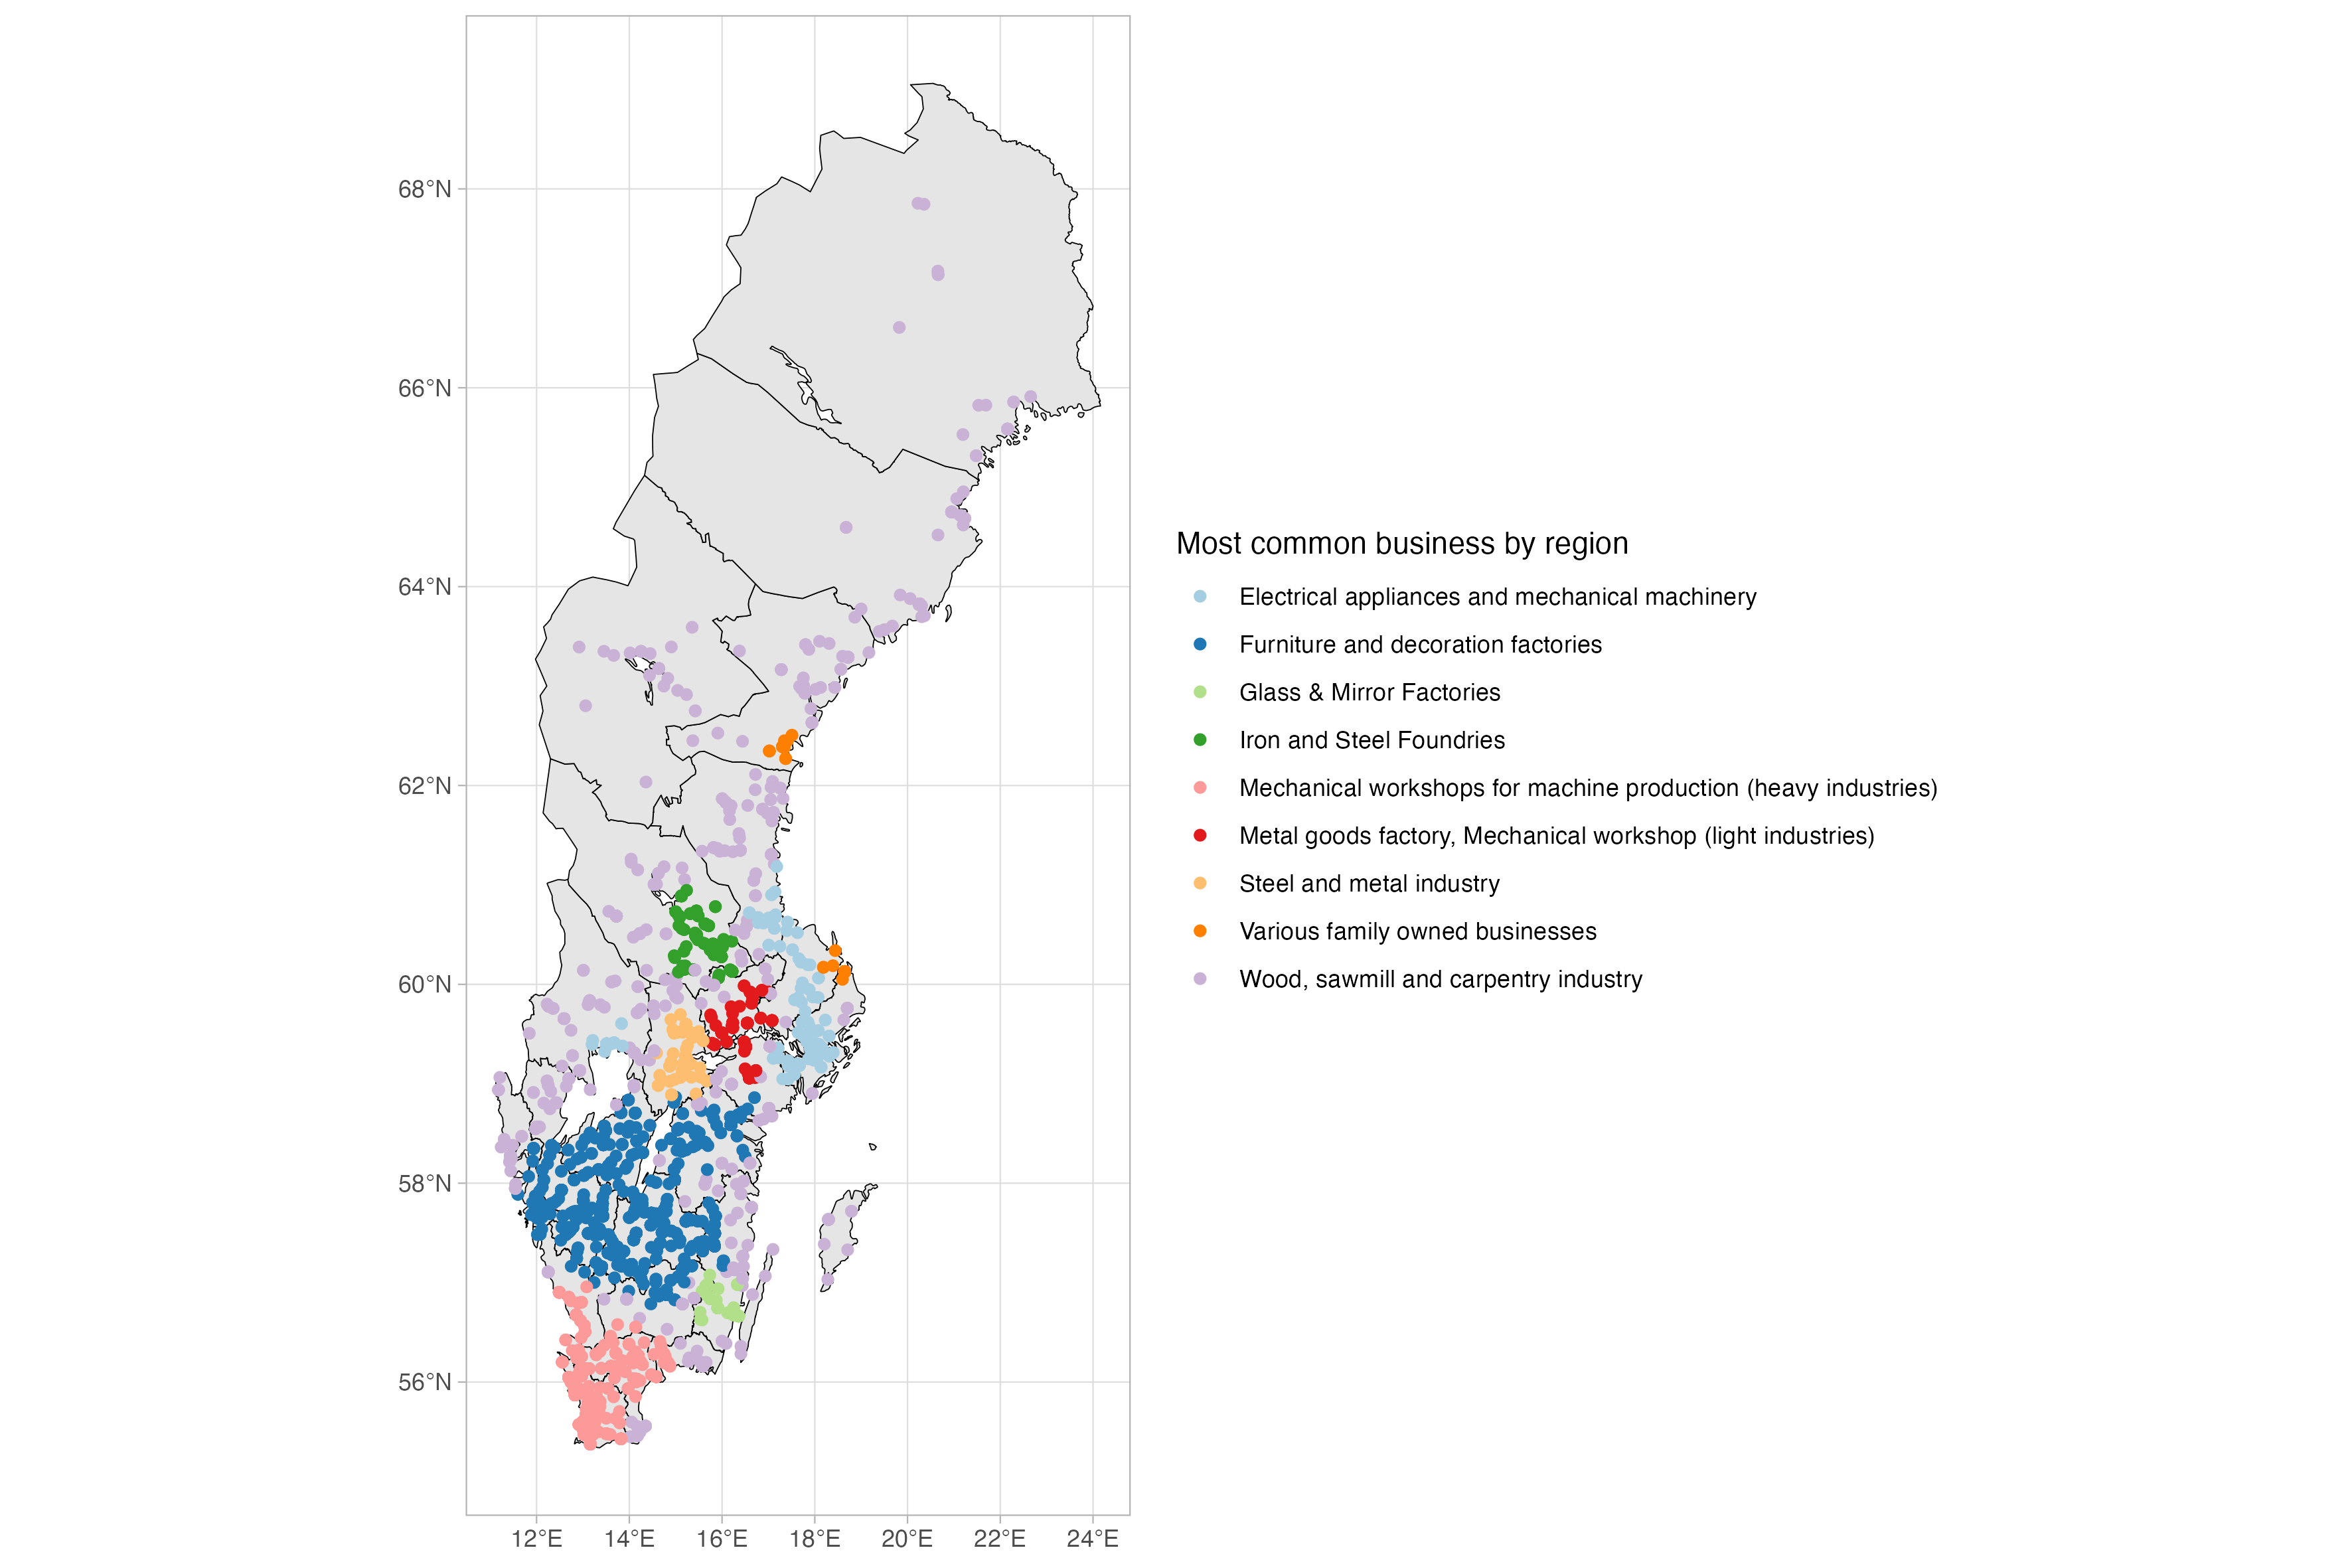 68°N
66°N
64°N
62°N
60°N
58°N
56°N
12°E 14°E 16°E 18°E 20°E 22°E 24°E
Most common business by region
Electrical appliances and mechanical machinery
Furniture and decoration factories
Glass & Mirror Factories
Iron and Steel Foundries
Mechanical workshops for machine production (heavy industries)
Metal goods factory, Mechanical workshop (light industries)
Steel and metal industry
Various family owned businesses
Wood, sawmill and carpentry industry